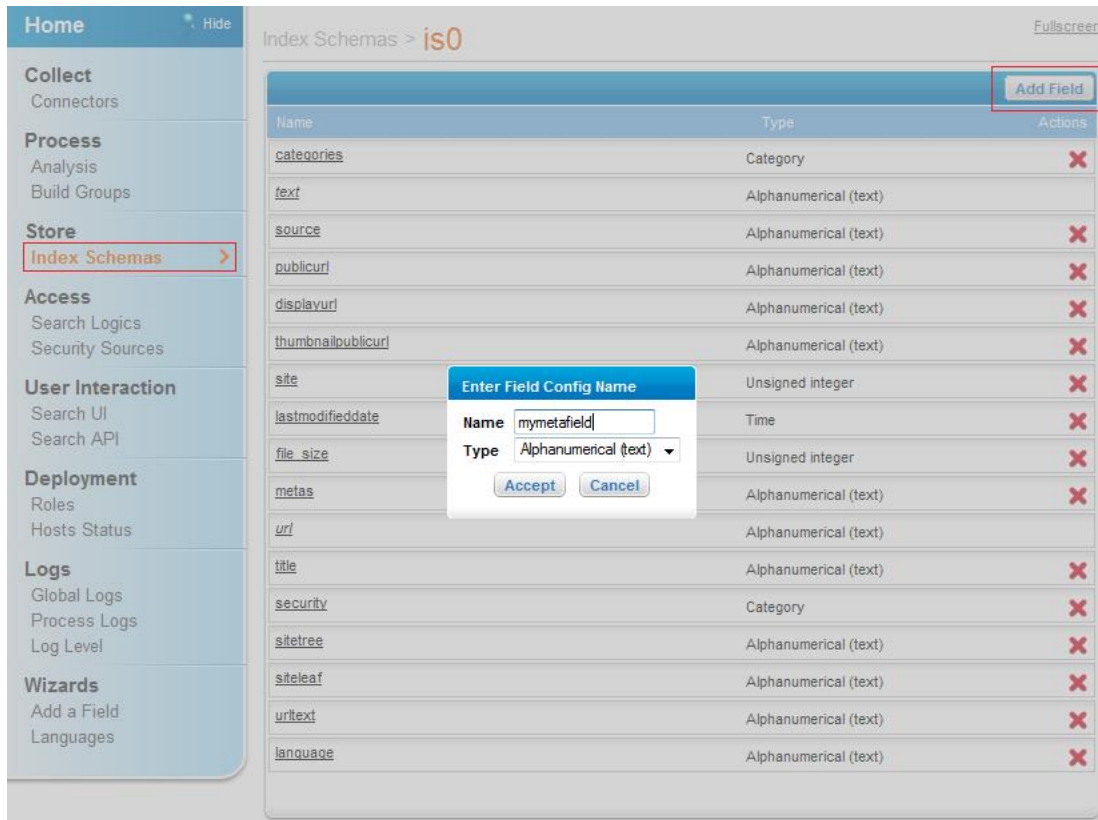 Home
Hide
Collect
Connectors
Process
Analysis
Build Groups
Store
Index Schemas >
Access
Search Logics
Security Sources
User Interaction
Search UI
Search API
Deployment
Roles
Hosts Status
Logs
Global Logs
Process Logs
Log Level
Wizards
Add a Field
Languages
Index Schemas > is0
Fullscreen
Add Field
Name Type Actions
categories Category
text Alphanumerical (text)
source Alphanumerical (text)
publicurl Alphanumerical (text)
displayurl Alphanumerical (text)
thumbnailpublicurl Alphanumerical (text)
site Unsigned integer
lastmodifieddate Time
file_size Unsigned integer
metas Alphanumerical (text)
url Alphanumerical (text)
title Alphanumerical (text)
security Category
sitetree Alphanumerical (text)
siteleaf Alphanumerical (text)
urltext Alphanumerical (text)
language Alphanumerical (text)
Enter Field Config Name
Name mymetafield
Type Alphanumerical (text)
Accept Cancel